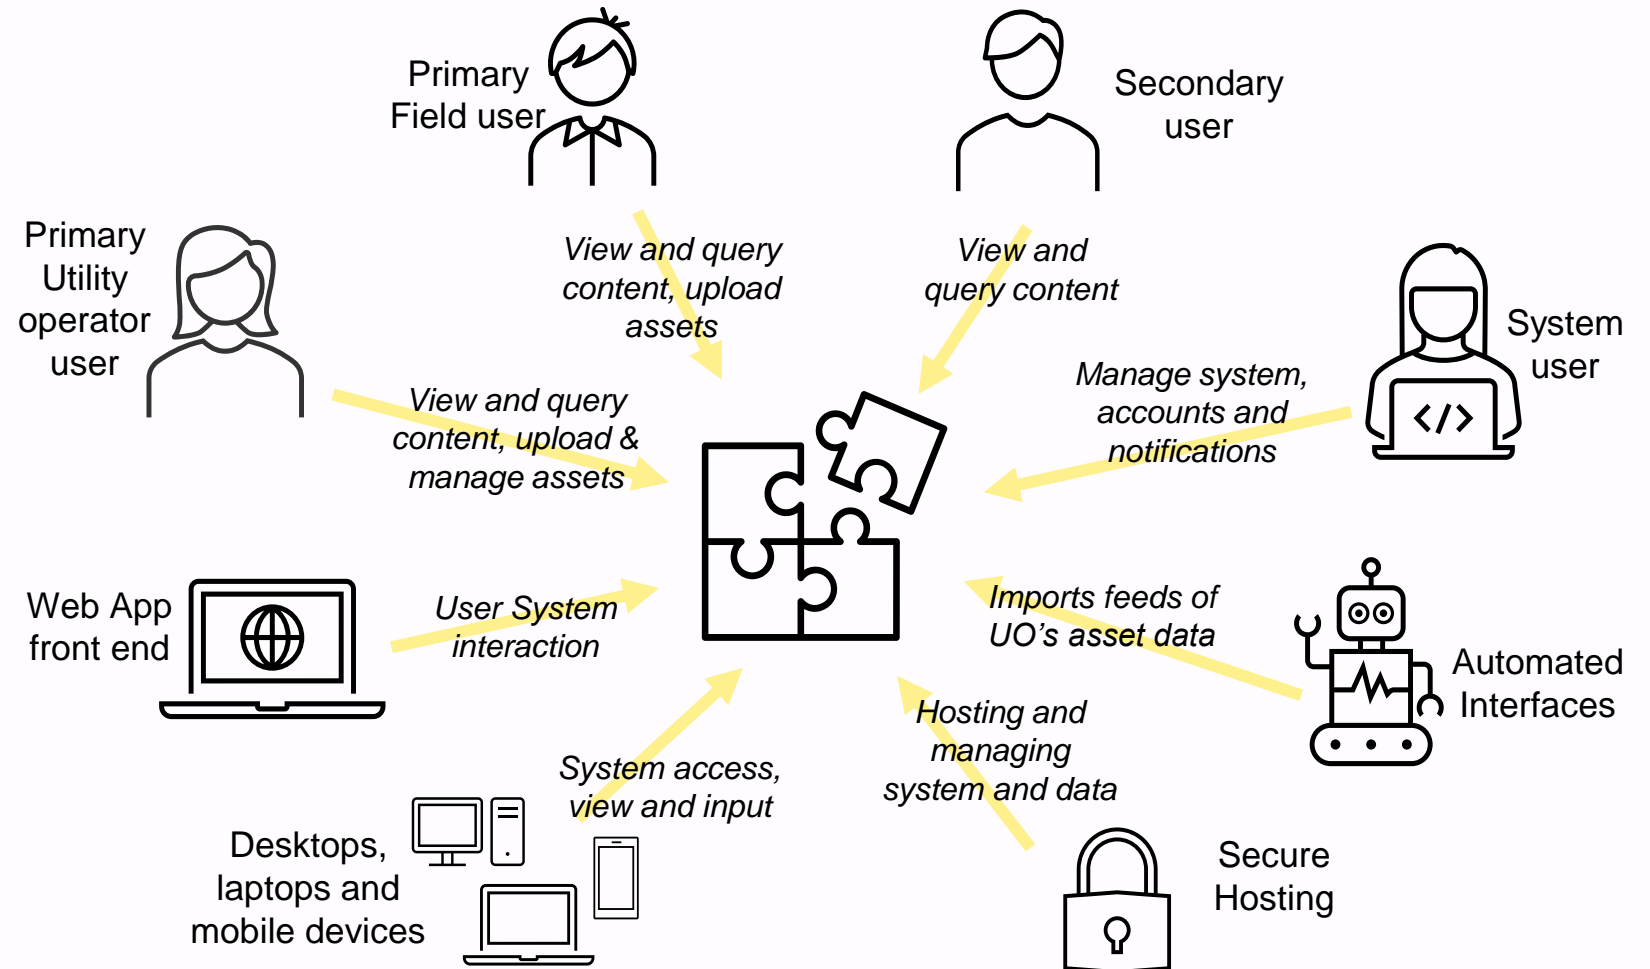 Primary
Field user
Secondary
user
Primary
Utility
operator
user
View and query
content, upload
assets
View and
query content
System
user
Manage system,
accounts and
notifications
View and query
content, upload &
manage assets
</>
Web App
front end
User System
interaction
Imports feeds of
UO's asset data
Automated
Interfaces
Hosting and
managing
system and data
System access,
view and input
Desktops,
laptops and
mobile devices
Secure
Hosting